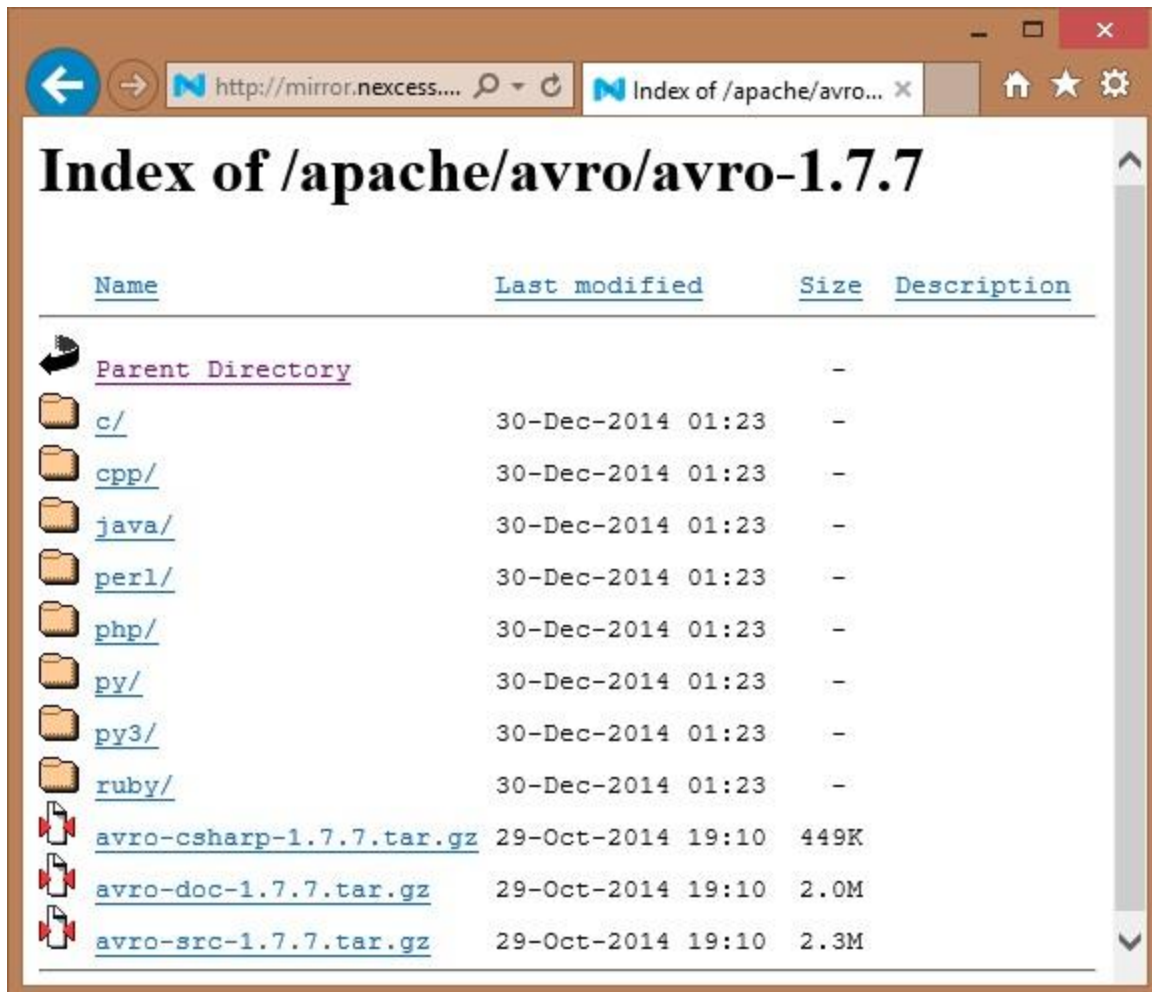 http://mirror.nexcess.... Index of /apache/avro...
Index of /apache/avro/avro-1.7.7
Name Last modified Size Description
Parent Directory -
c/ 30-Dec-2014 01:23 -
cpp/ 30-Dec-2014 01:23 -
java/ 30-Dec-2014 01:23 -
perl/ 30-Dec-2014 01:23 -
php/ 30-Dec-2014 01:23 -
py/ 30-Dec-2014 01:23 -
py3/ 30-Dec-2014 01:23 -
ruby/ 30-Dec-2014 01:23 -
avro-csharp-1.7.7.tar.gz 29-Oct-2014 19:10 449K
avro-doc-1.7.7.tar.gz 29-Oct-2014 19:10 2.0M
avro-src-1.7.7.tar.gz 29-Oct-2014 19:10 2.3M